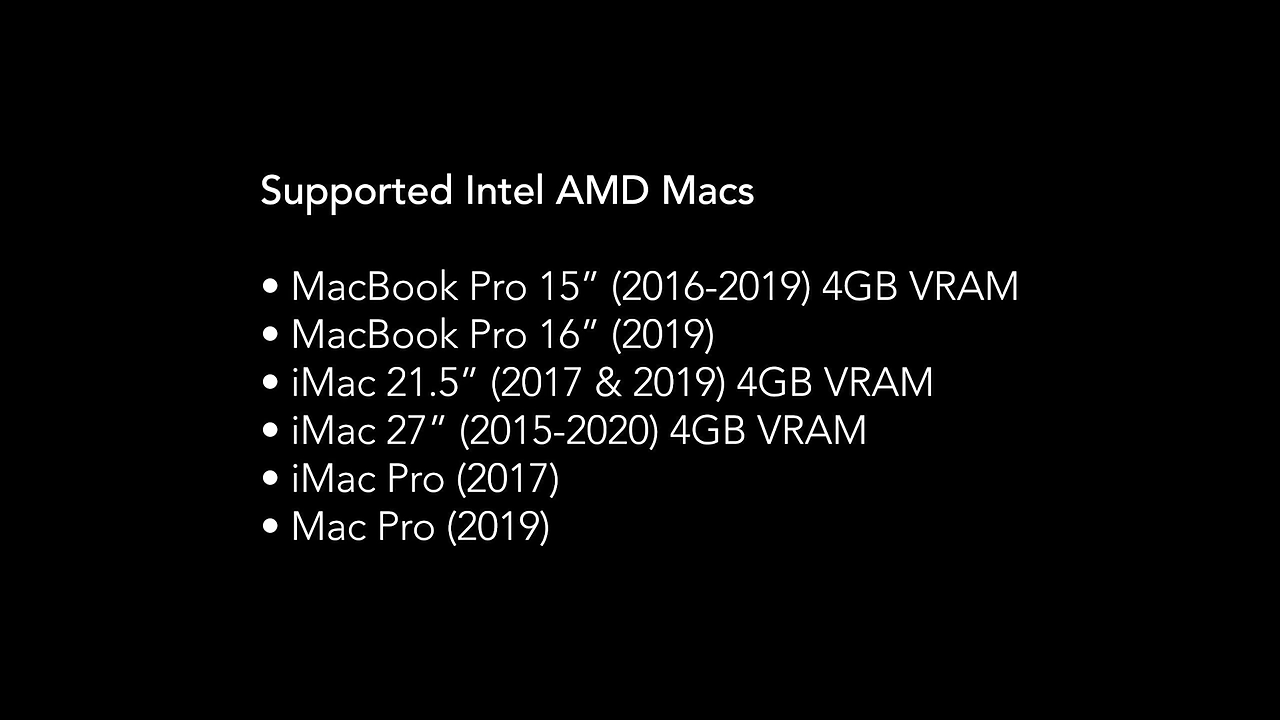 Supported Intel AMD Macs
• MacBook Pro 15” (2016-2019) 4GB VRAM
• MacBook Pro 16” (2019)
• iMac 21.5” (2017 & 2019) 4GB VRAM
• iMac 27” (2015-2020) 4GB VRAM
• iMac Pro (2017)
• Mac Pro (2019)